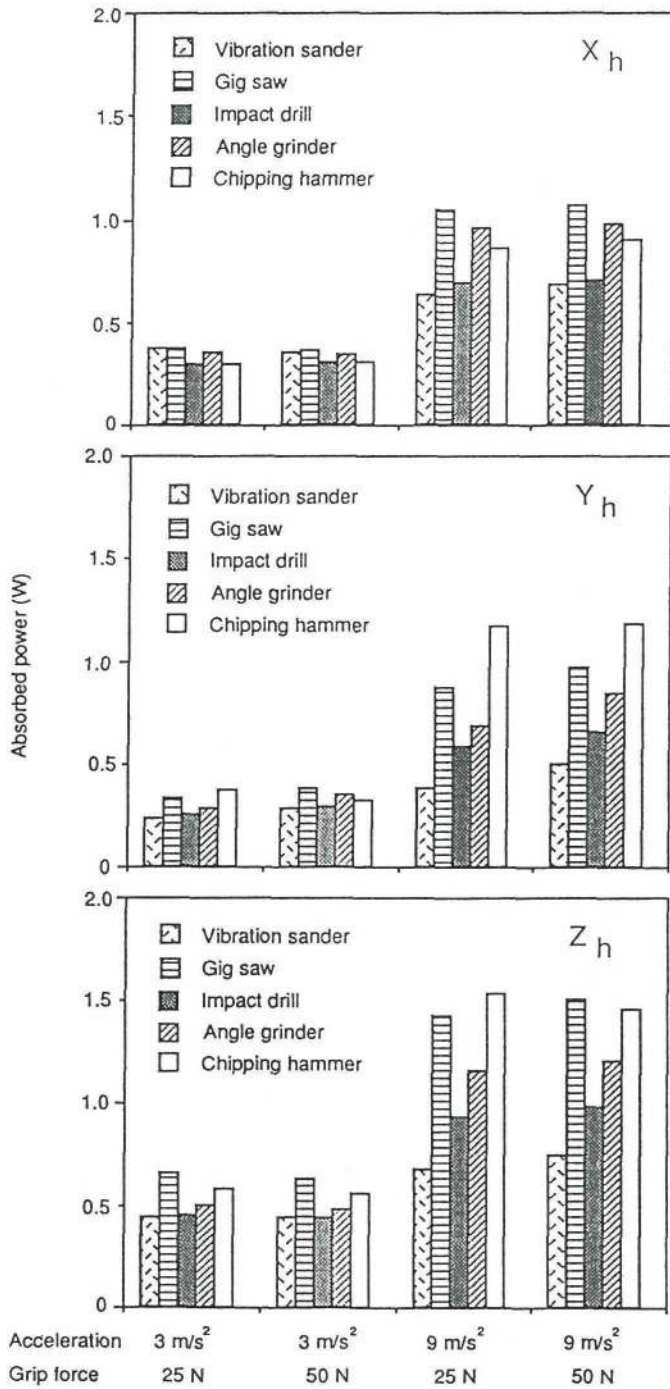 2.0
X h
Vibration sander
Gig saw
1.5
Impact drill
Angle grinder
Chipping hammer
1.0
0.5
0
2.0
Y h
Vibration sander
Gig saw
1.5
Impact drill
Angle grinder
Chipping hammer
1.0
0.5
0
Absorbed power (W)
2.0
Z h
Vibration sander
Gig saw
1.5
Impact drill
Angle grinder
Chipping hammer
1.0
0.5
0
Acceleration 3 m/s² 3 m/s² 9 m/s² 9 m/s²
Grip force 25 N 50 N 25 N 50 N